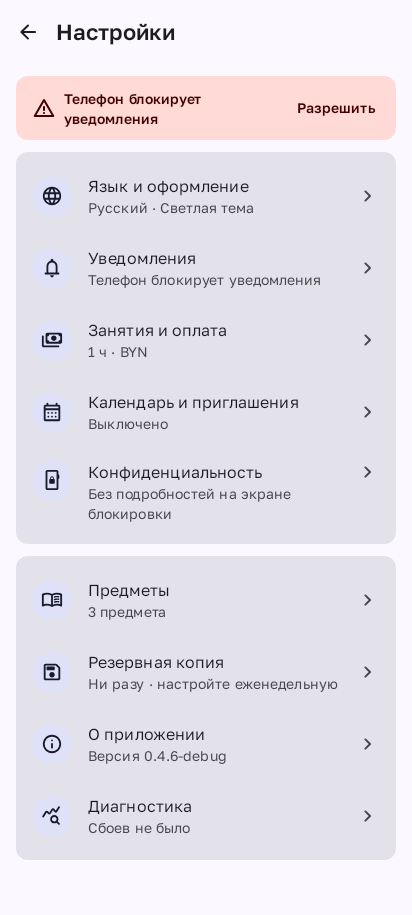 Настройки
Телефон блокирует
уведомления
Разрешить
Язык и оформление
Русский · Светлая тема
Уведомления
Телефон блокирует уведомления
Занятия и оплата
1 ч · BYN
Календарь и приглашения
Выключено
Конфиденциальность
Без подробностей на экране
блокировки
Предметы
3 предмета
Резервная копия
Ни разу · настройте еженедельную
О приложении
Версия 0.4.6-debug
Диагностика
Сбоев не было